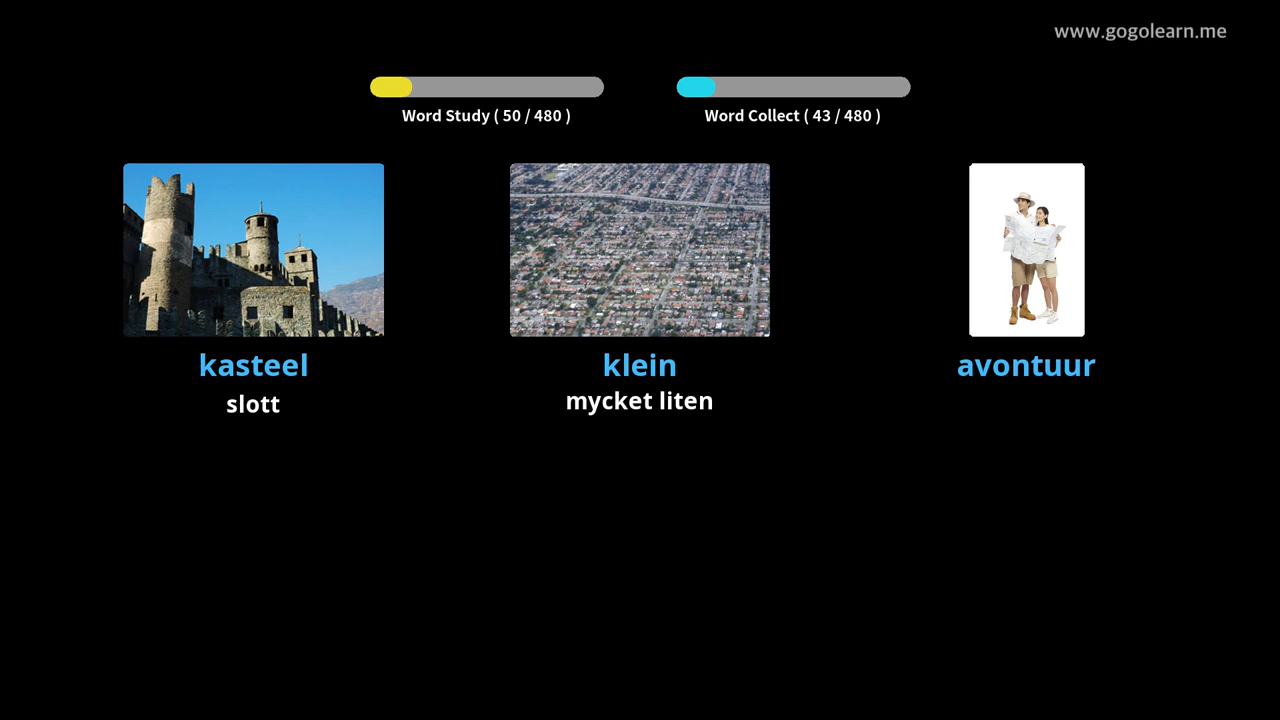 www.gogolearn.me
Word Study ( 50 / 480 )
Word Collect ( 43 / 480 )
kasteel
slott
klein
mycket liten
avontuur